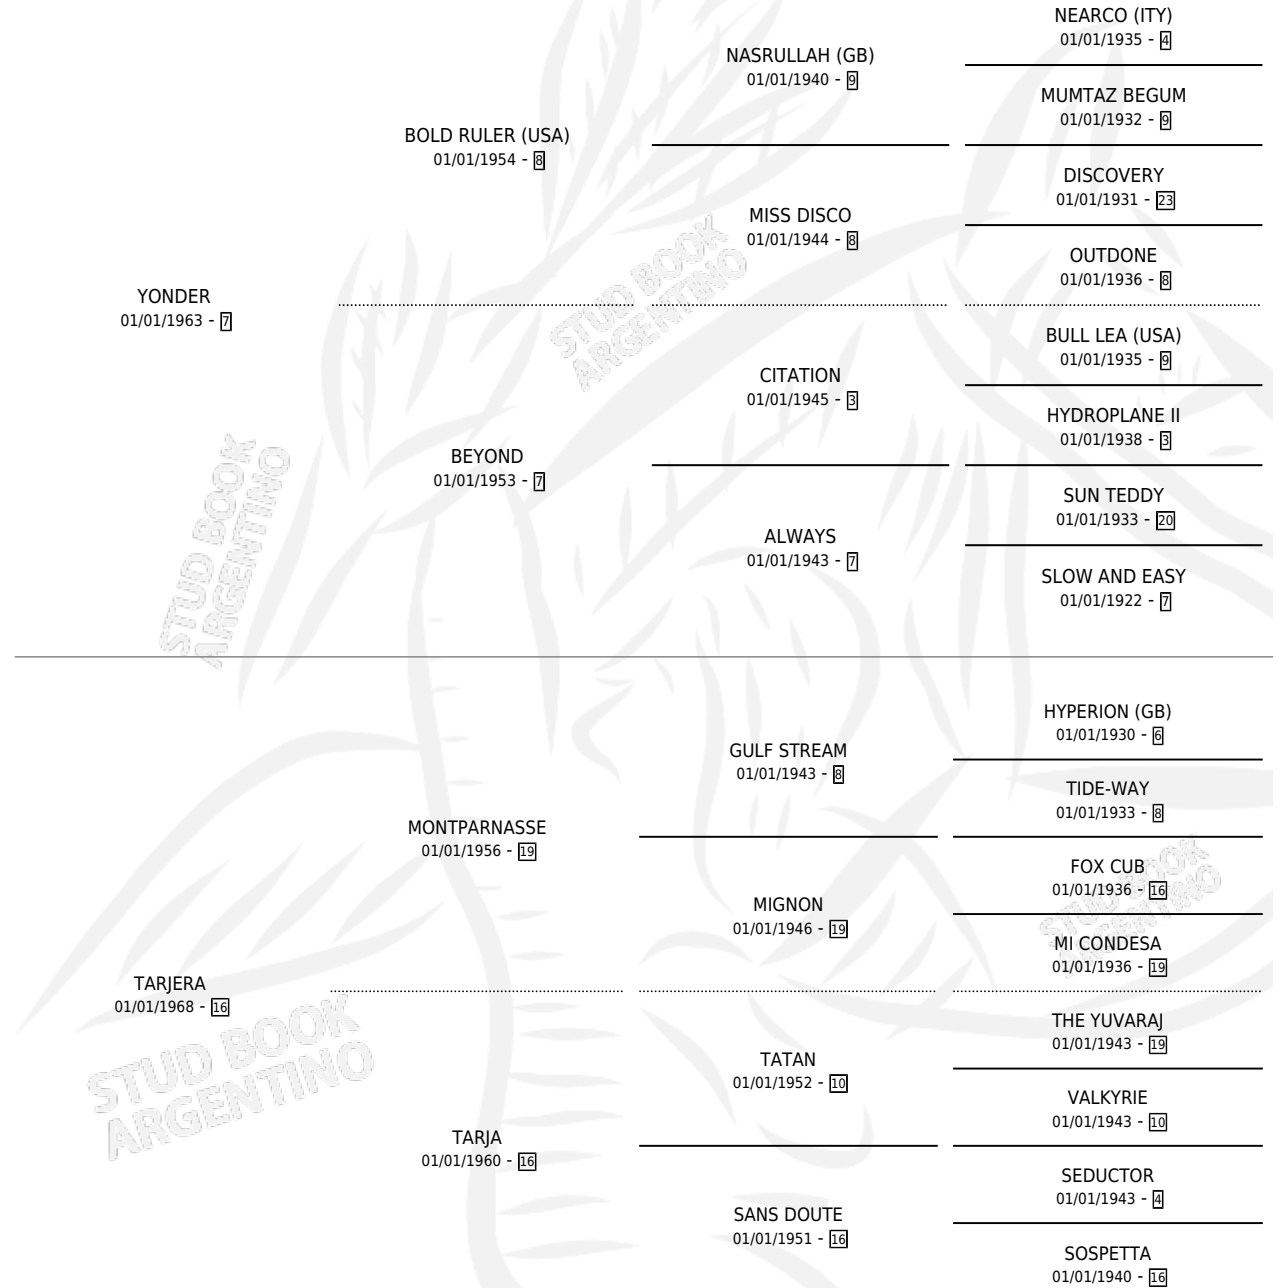 NEARCO (ITY)
01/01/1935 - 4
NASRULLAH (GB)
01/01/1940 - 9
MUMTAZ BEGUM
01/01/1932 - 9
BOLD RULER (USA)
01/01/1954 - 8
DISCOVERY
01/01/1931 - 23
MISS DISCO
01/01/1944 - 8
OUTDONE
01/01/1936 - 8
YONDER
01/01/1963 - 7
BULL LEA (USA)
01/01/1935 - 9
CITATION
01/01/1945 - 3
HYDROPLANE II
01/01/1938 - 3
BEYOND
01/01/1953 - 7
SUN TEDDY
01/01/1933 - 20
ALWAYS
01/01/1943 - 7
SLOW AND EASY
01/01/1922 - 7
STUD BOOK
ARGENTINO
STUD BOOK
ARGENTINO
HYPERION (GB)
01/01/1930 - 6
GULF STREAM
01/01/1943 - 8
TIDE-WAY
01/01/1933 - 8
MONTPARNASSE
01/01/1956 - 19
FOX CUB
01/01/1936 - 16
MIGNON
01/01/1946 - 19
MI CONDESA
01/01/1936 - 19
TARJERA
01/01/1968 - 16
THE YUVARAJ
01/01/1943 - 19
TATAN
01/01/1952 - 10
VALKYRIE
01/01/1943 - 10
TARJA
01/01/1960 - 16
SEDUCTOR
01/01/1943 - 4
SANS DOUTE
01/01/1951 - 16
SOSPETTA
01/01/1940 - 16
STUD BOOK
ARGENTINO
STUD BOOK
ARGENTINO